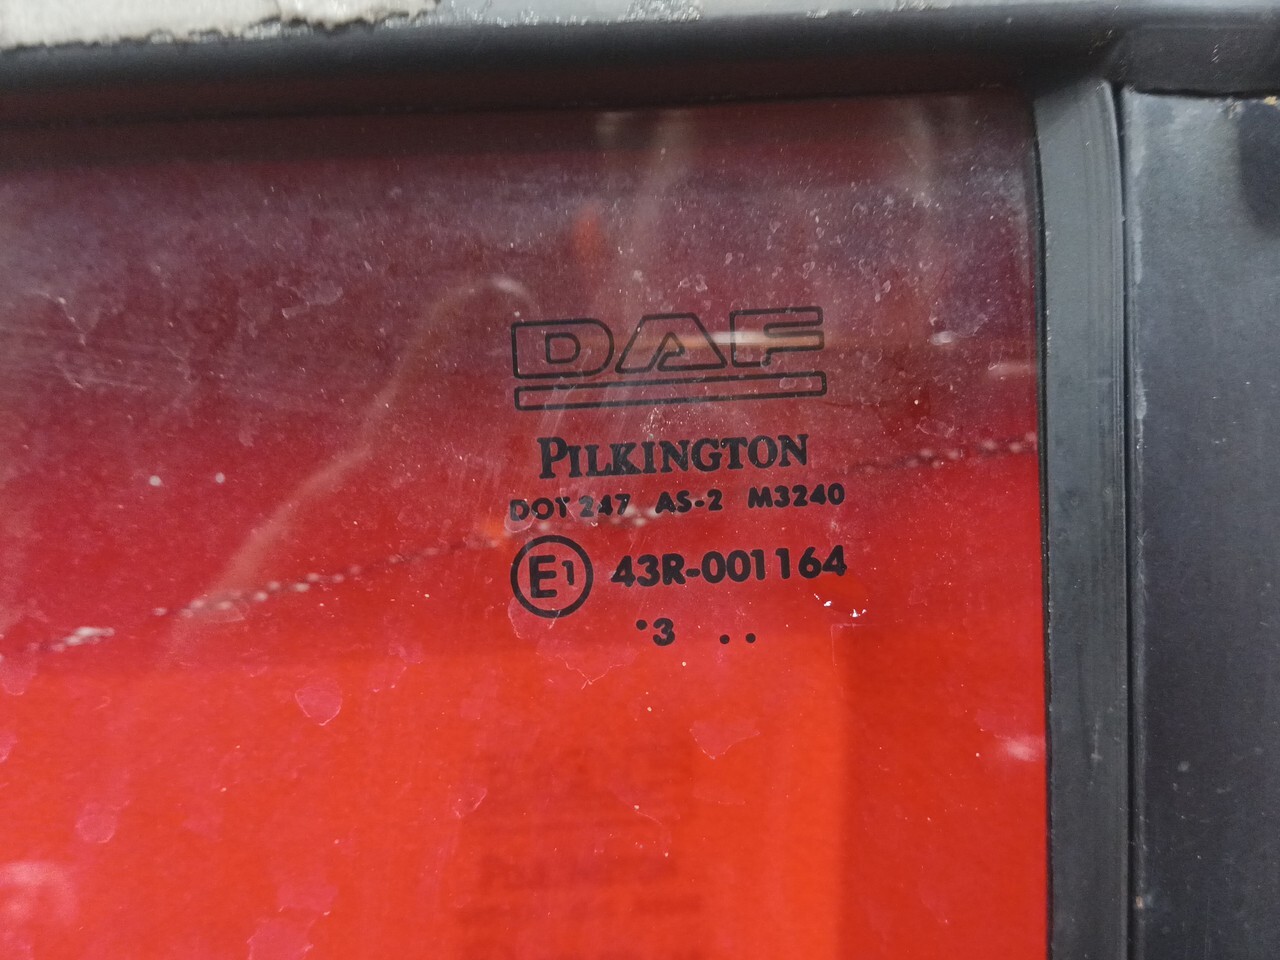 DAF
PILKINGTON
DOT 247 AS-2 M3240
E1 43R-001164
.3 ..